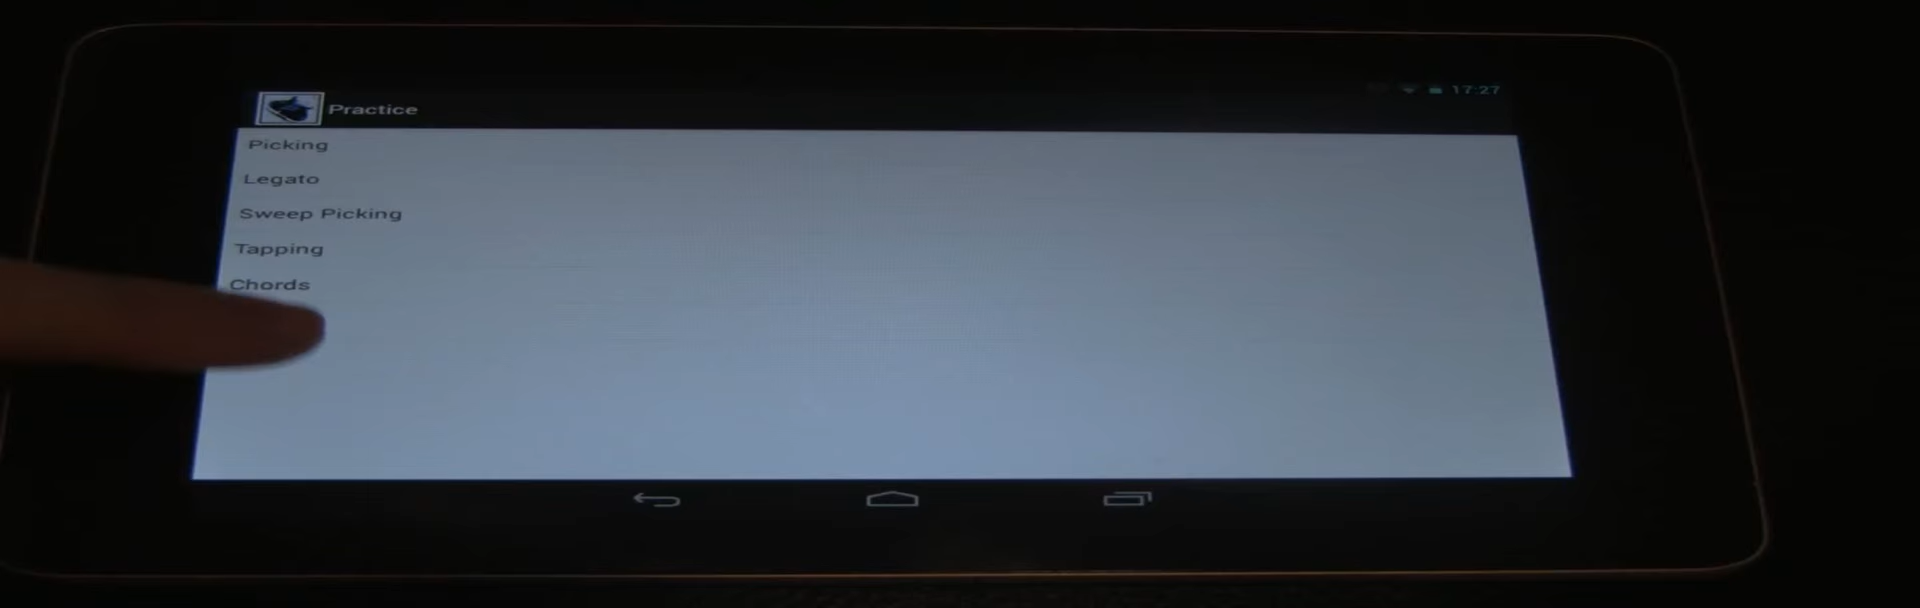 Practice
17:27
Picking
Legato
Sweep Picking
Tapping
Chords